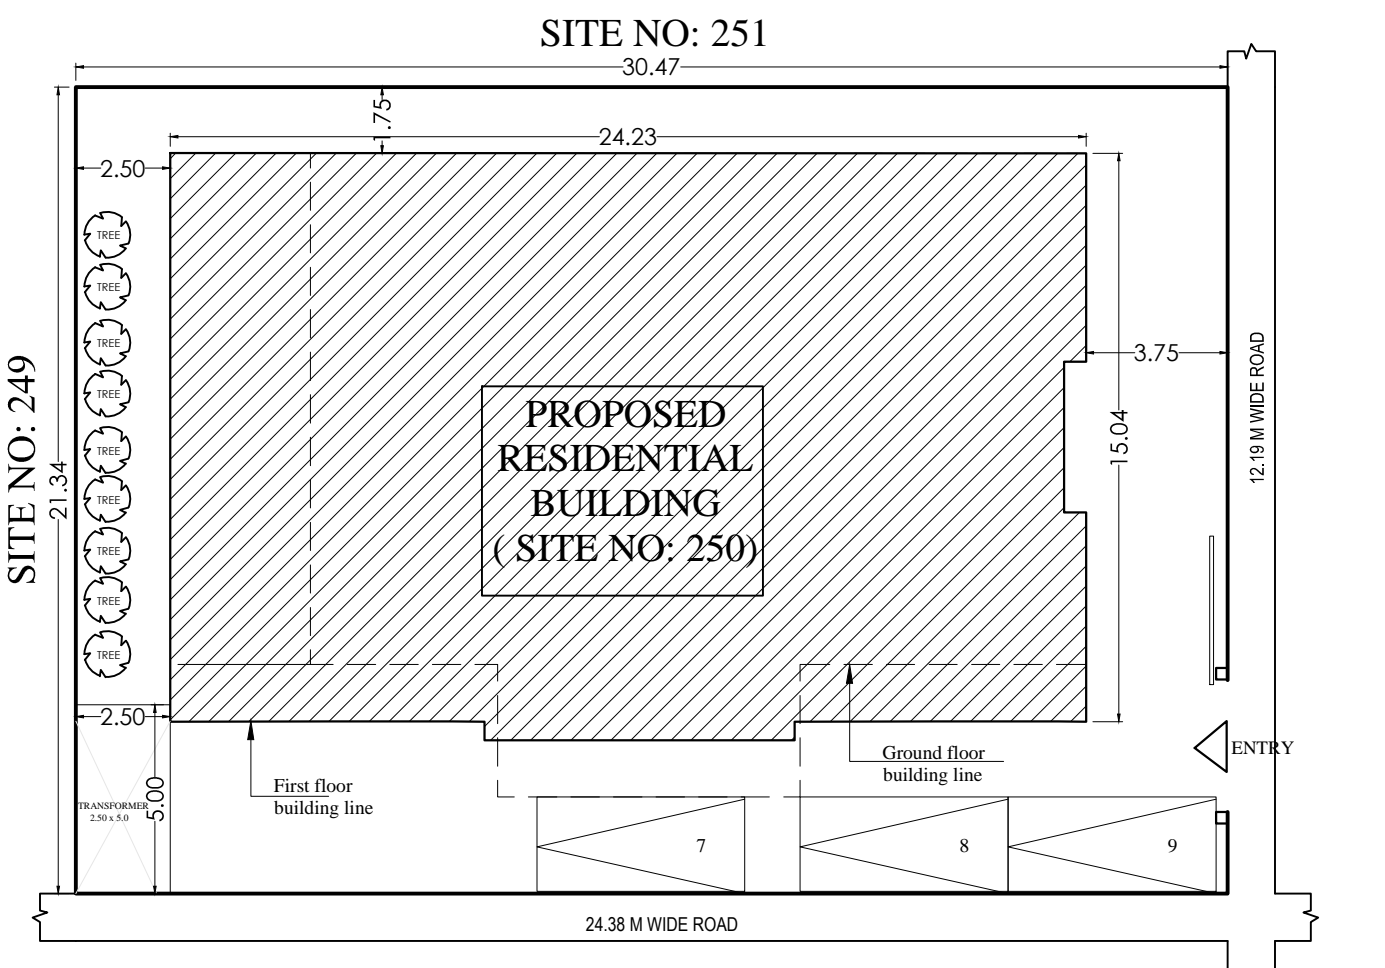 SITE NO: 251
30.47
1.75
24.23
2.50
TREE
TREE
TREE
TREE
TREE
TREE
TREE
TREE
TREE
SITE NO: 249
21.34
3.75
15.04
12.19 M WIDE ROAD
PROPOSED
RESIDENTIAL
BUILDING
( SITE NO: 250)
2.50
5.00
TRANSFORMER
2.50 x 5.0
First floor
building line
Ground floor
building line
ENTRY
7
8
9
24.38 M WIDE ROAD